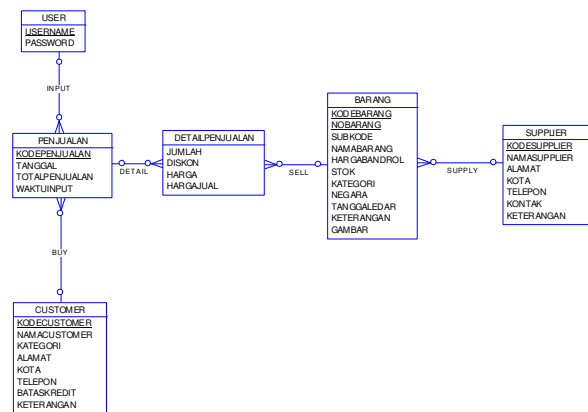 USER
USERNAME
PASSWORD
INPUT
PENJUALAN
KODEPENJUALAN
TANGGAL
TOTALPENJUALAN
WAKTUINPUT
DETAIL
DETAILPENJUALAN
JUMLAH
DISKON
HARGA
HARGAJUAL
SELL
BARANG
KODEBARANG
NOBARANG
SUBKODE
NAMABARANG
HARGABANDROL
STOK
KATEGORI
NEGARA
TANGGALEDAR
KETERANGAN
GAMBAR
SUPPLY
SUPPLIER
KODESUPPLIER
NAMASUPPLIER
ALAMAT
KOTA
TELEPON
KONTAK
KETERANGAN
BUY
CUSTOMER
KODECUSTOMER
NAMACUSTOMER
KATEGORI
ALAMAT
KOTA
TELEPON
BATASKREDIT
KETERANGAN